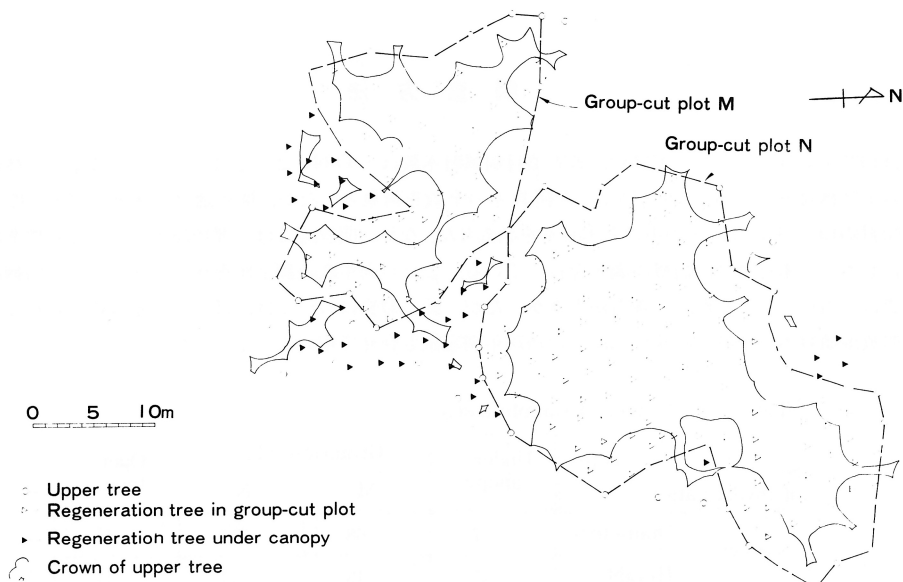 Group-cut plot M
N
Group-cut plot N
0 5 10m
Upper tree
Regeneration tree in group-cut plot
Regeneration tree under canopy
Crown of upper tree